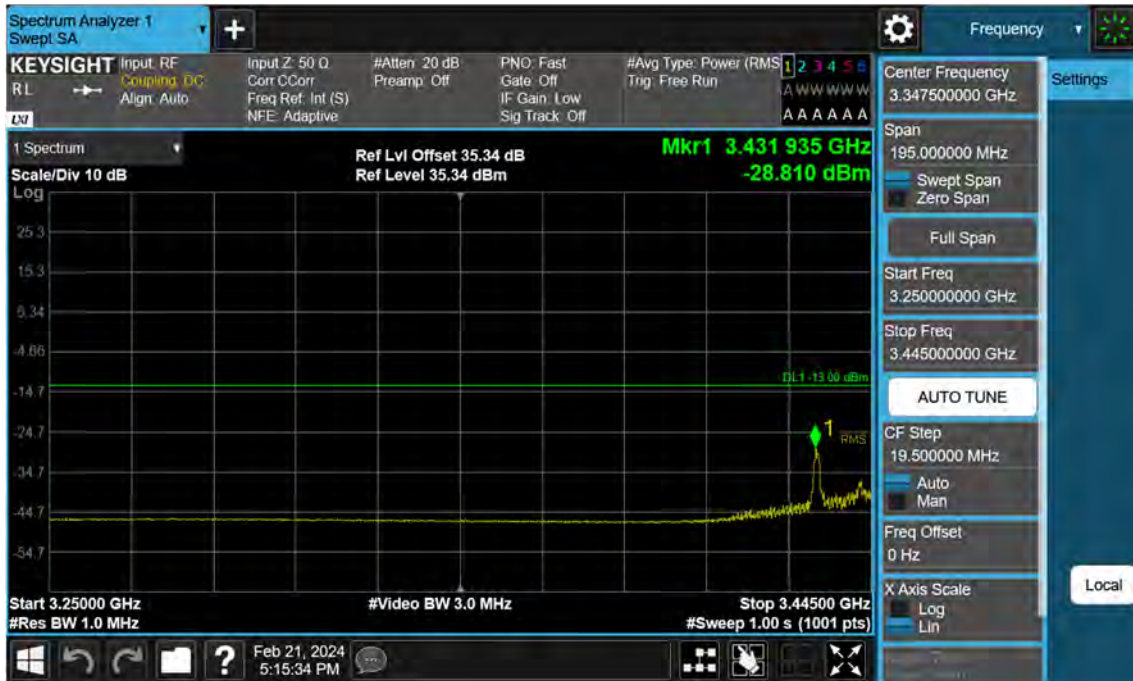 Spectrum Analyzer 1
Swept SA
Frequency
KEYSIGHT
RL
LXI
Input: RF
Coupling: DC
Align: Auto
Input Z: 50 Ω
Corr CCorr
Freq Ref: Int (S)
NFE: Adaptive
#Atten: 20 dB
Preamp: Off
PNO: Fast
Gate: Off
IF Gain: Low
Sig Track: Off
#Avg Type: Power (RMS
Trig: Free Run
1 2 3 4 5 6
A W W W W W
A A A A A A
1 Spectrum
Scale/Div 10 dB
Ref Lvl Offset 35.34 dB
Ref Level 35.34 dBm
Mkr1 3.431 935 GHz
-28.810 dBm
Log
25.3
15.3
5.34
-4.66
-14.7
-24.7
-34.7
-44.7
-54.7
DL1 -13.00 dBm
1
RMS
Start 3.25000 GHz
#Res BW 1.0 MHz
#Video BW 3.0 MHz
Stop 3.44500 GHz
#Sweep 1.00 s (1001 pts)
Center Frequency
3.347500000 GHz
Settings
Span
195.000000 MHz
Swept Span
Zero Span
Full Span
Start Freq
3.250000000 GHz
Stop Freq
3.445000000 GHz
AUTO TUNE
CF Step
19.500000 MHz
Auto
Man
Freq Offset
0 Hz
X Axis Scale
Log
Lin
Local
?
Feb 21, 2024
5:15:34 PM